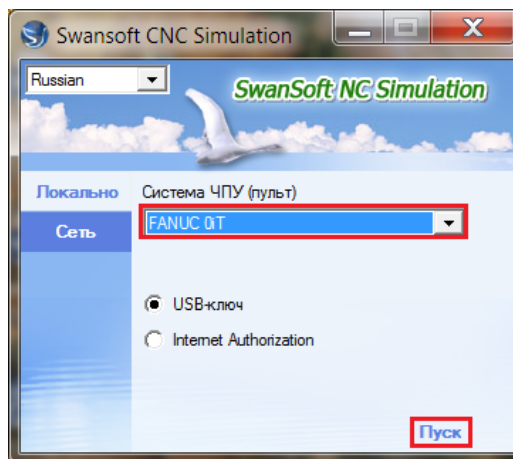 Swansoft CNC Simulation
Russian
SwanSoft NC Simulation
Локально
Система ЧПУ (пульт)
Сеть
FANUC 0iT
USB-ключ
Internet Authorization
Пуск